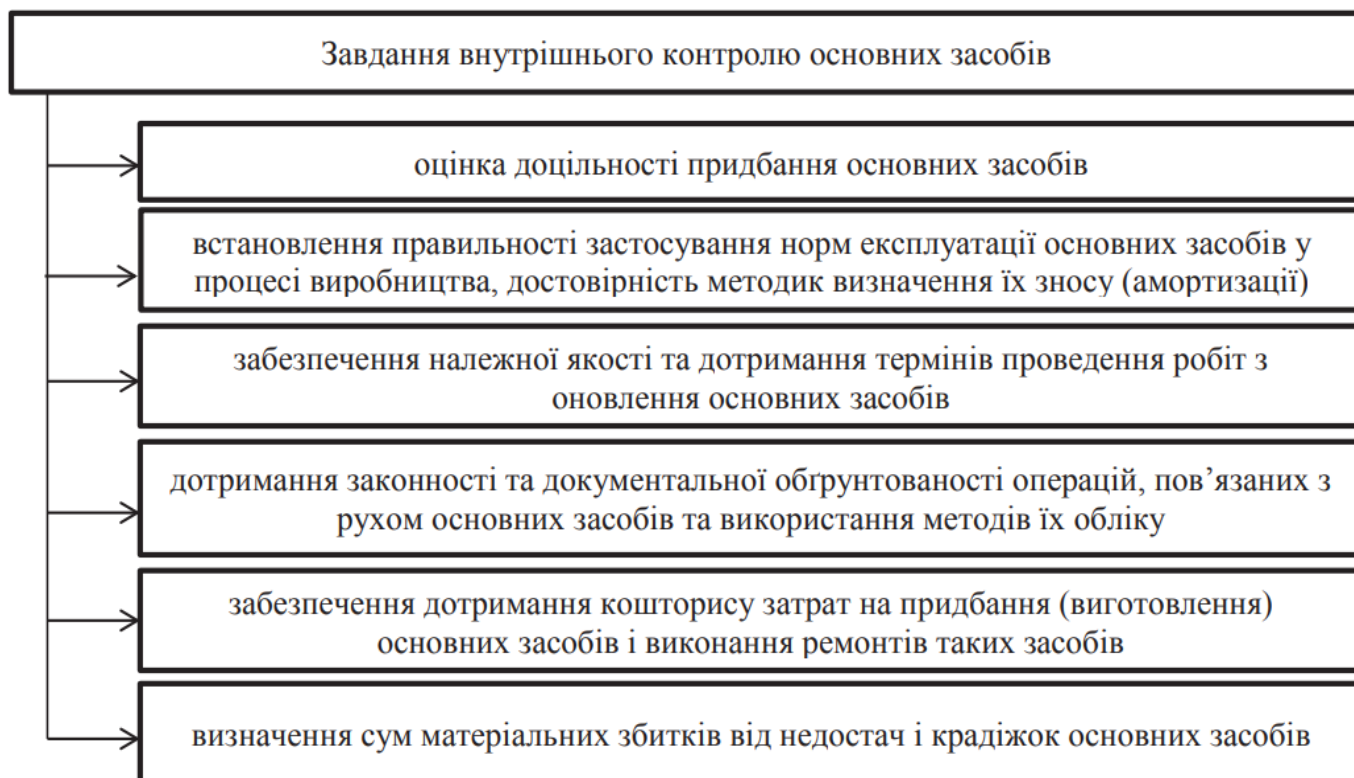 Завдання внутрішнього контролю основних засобів
оцінка доцільності придбання основних засобів
встановлення правильності застосування норм експлуатації основних засобів у
процесі виробництва, достовірність методик визначення їх зносу (амортизації)
забезпечення належної якості та дотримання термінів проведення робіт з
оновлення основних засобів
дотримання законності та документальної обґрунтованості операцій, пов’язаних з
рухом основних засобів та використання методів їх обліку
забезпечення дотримання кошторису затрат на придбання (виготовлення)
основних засобів і виконання ремонтів таких засобів
визначення сум матеріальних збитків від недостач і крадіжок основних засобів